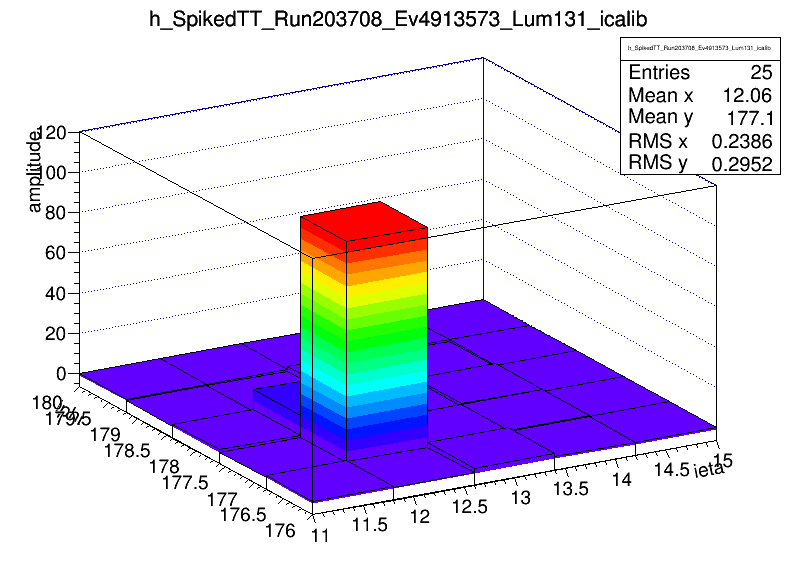 h_SpikedTT_Run203708_Ev4913573_Lum131_icalib
h_SpikedTT_Run203708_Ev4913573_Lum131_icalib
Entries 25
Mean x 12.06
Mean y 177.1
RMS x 0.2386
RMS y 0.2952
amplitude
120
100
80
60
40
20
0
180
179.5
179
178.5
178
177.5
177
176.5
176
11
11.5
12
12.5
13
13.5
14
14.5
15
ieta